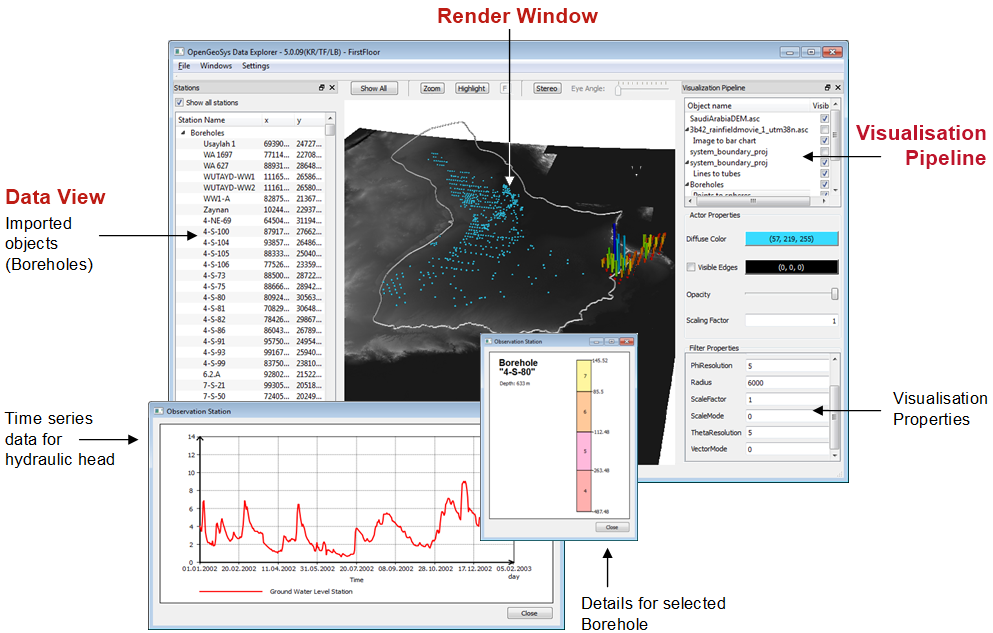 Render Window
OpenGeoSys Data Explorer - 5.0.09(KR/TF/LB) - FirstFloor
File Windows Settings
Stations
Show all stations
Station Name x y
Boreholes
Usaylah 1 69390... 24727...
WA 1697 77114... 22708...
WA 627 88931... 28648...
WUTAYD-WW1 11165... 26586...
WUTAYD-WW2 11161... 26580...
WW1-A 82875... 21367...
Zaynan 10244... 22937...
4-NE-69 64504... 31194...
4-S-100 87917... 27662...
4-S-104 93857... 26486...
4-S-105 88333... 25040...
4-S-106 77526... 23359...
4-S-73 88500... 28722...
4-S-75 88666... 28942...
4-S-80 80924... 30563...
4-S-81 70829... 30648...
4-S-82 78426... 29867...
4-S-86 86043... 26789...
4-S-91 95750... 24954...
4-S-93 99167... 25940...
4-S-99 83750... 23810...
6.2.A 92802... 21522...
7-S-21 99305... 20518...
7-S-50 72405... 20249...
Show All Zoom Highlight F Stereo Eye Angle:
Visualization Pipeline
Object name Visib
SaudiArabiaDEM.asc
3b42_rainfieldmovie_1_utm38n.asc
Image to bar chart
system_boundary_proj
system_boundary_proj
Lines to tubes
Boreholes
Points to spheres
Actor Properties
Diffuse Color (57, 219, 255)
Visible Edges (0, 0, 0)
Opacity
Scaling Factor 1
Filter Properties
PhiResolution 5
Radius 6000
ScaleFactor 1
ScaleMode 0
ThetaResolution 5
VectorMode 0
Visualisation
Pipeline
Visualisation
Properties
Data View
Imported
objects
(Boreholes)
Time series
data for
hydraulic head
Observation Station
Borehole
"4-S-80"
Depth: 633 m
145.52
7
-85.5
6
-112.48
5
-263.48
4
-487.48
Close
Observation Station
14
12
10
8
6
4
2
0
01.01.2002 20.02.2002 11.04.2002 31.05.2002 20.07.2002 08.09.2002 28.10.2002 17.12.2002 05.02.2003
Time
day
Ground Water Level Station
Close
Details for selected
Borehole